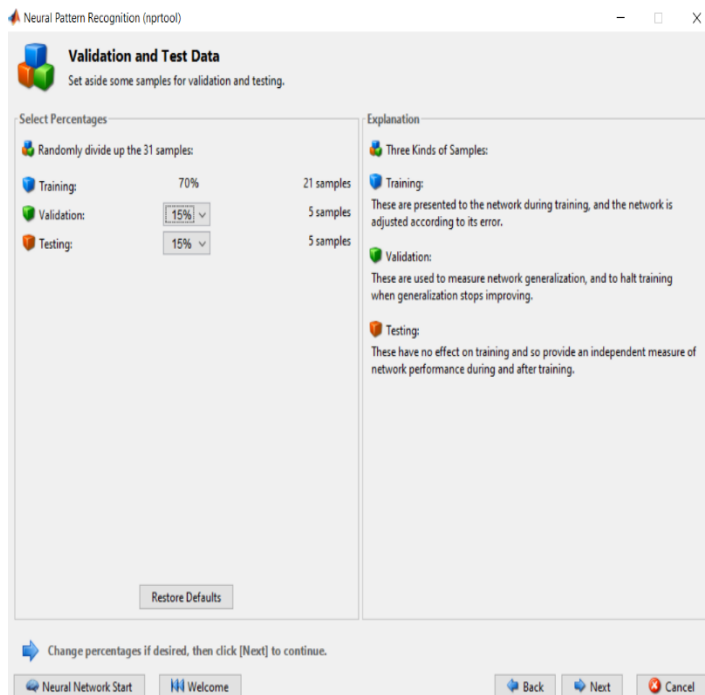 Neural Pattern Recognition (nprtool)
Validation and Test Data
Set aside some samples for validation and testing.
Select Percentages
Randomly divide up the 31 samples:
Training: 70% 21 samples
Validation: 15% 5 samples
Testing: 15% 5 samples
Restore Defaults
Explanation
Three Kinds of Samples:
Training:
These are presented to the network during training, and the network is
adjusted according to its error.
Validation:
These are used to measure network generalization, and to halt training
when generalization stops improving.
Testing:
These have no effect on training and so provide an independent measure of
network performance during and after training.
Change percentages if desired, then click [Next] to continue.
Neural Network Start Welcome Back Next Cancel